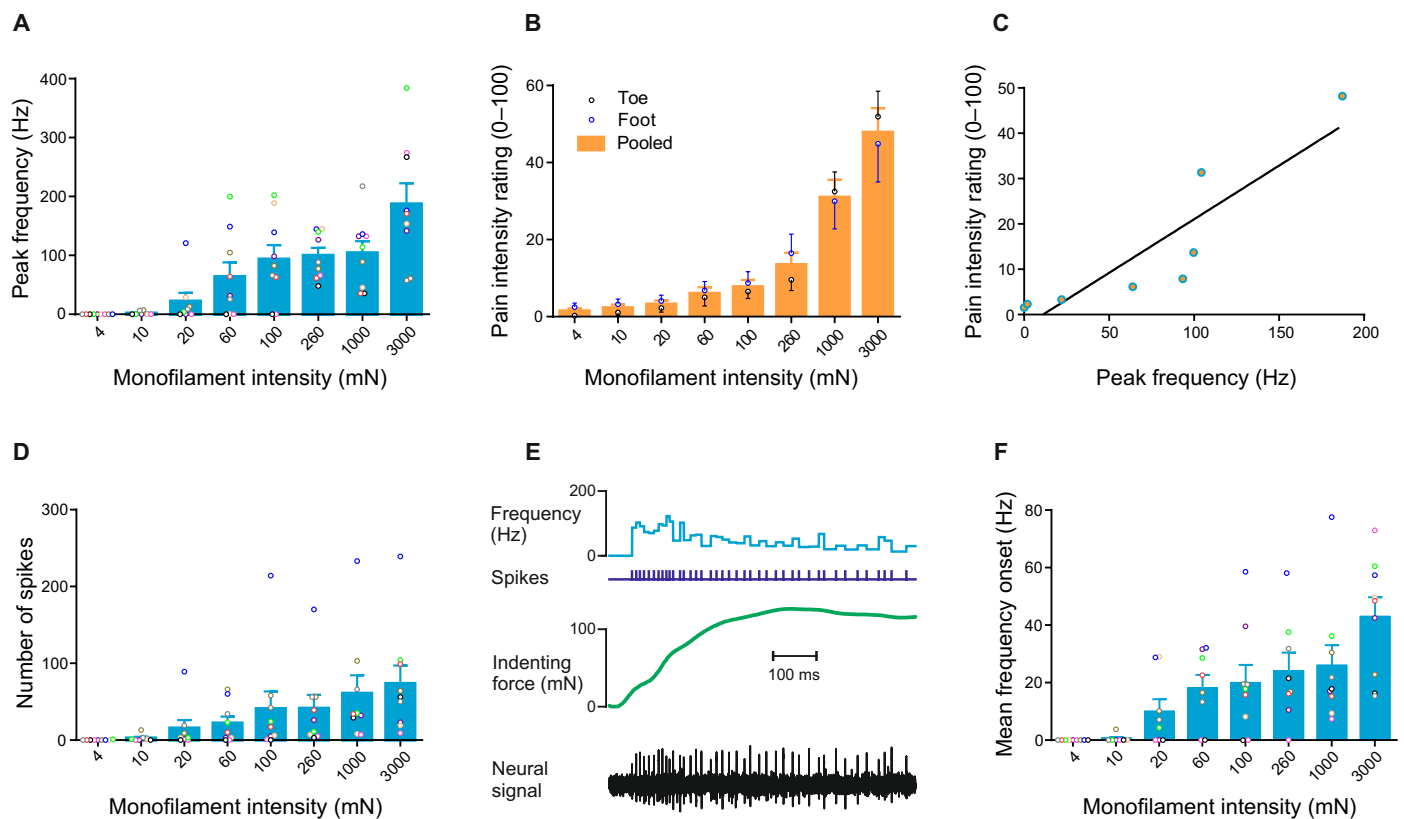 A
Peak frequency (Hz)
400
300
200
100
0
4
10
20
60
100
260
1000
3000
Monofilament intensity (mN)
B
Pain intensity rating (0–100)
60
40
20
0
Toe
Foot
Pooled
4
10
20
60
100
260
1000
3000
Monofilament intensity (mN)
C
Pain intensity rating (0–100)
50
40
30
20
10
0
0
50
100
150
200
Peak frequency (Hz)
D
Number of spikes
300
200
100
0
4
10
20
60
100
260
1000
3000
Monofilament intensity (mN)
E
Frequency
(Hz)
200
0
Spikes
Indenting
force (mN)
100
0
100 ms
Neural
signal
F
Mean frequency onset (Hz)
80
60
40
20
0
4
10
20
60
100
260
1000
3000
Monofilament intensity (mN)